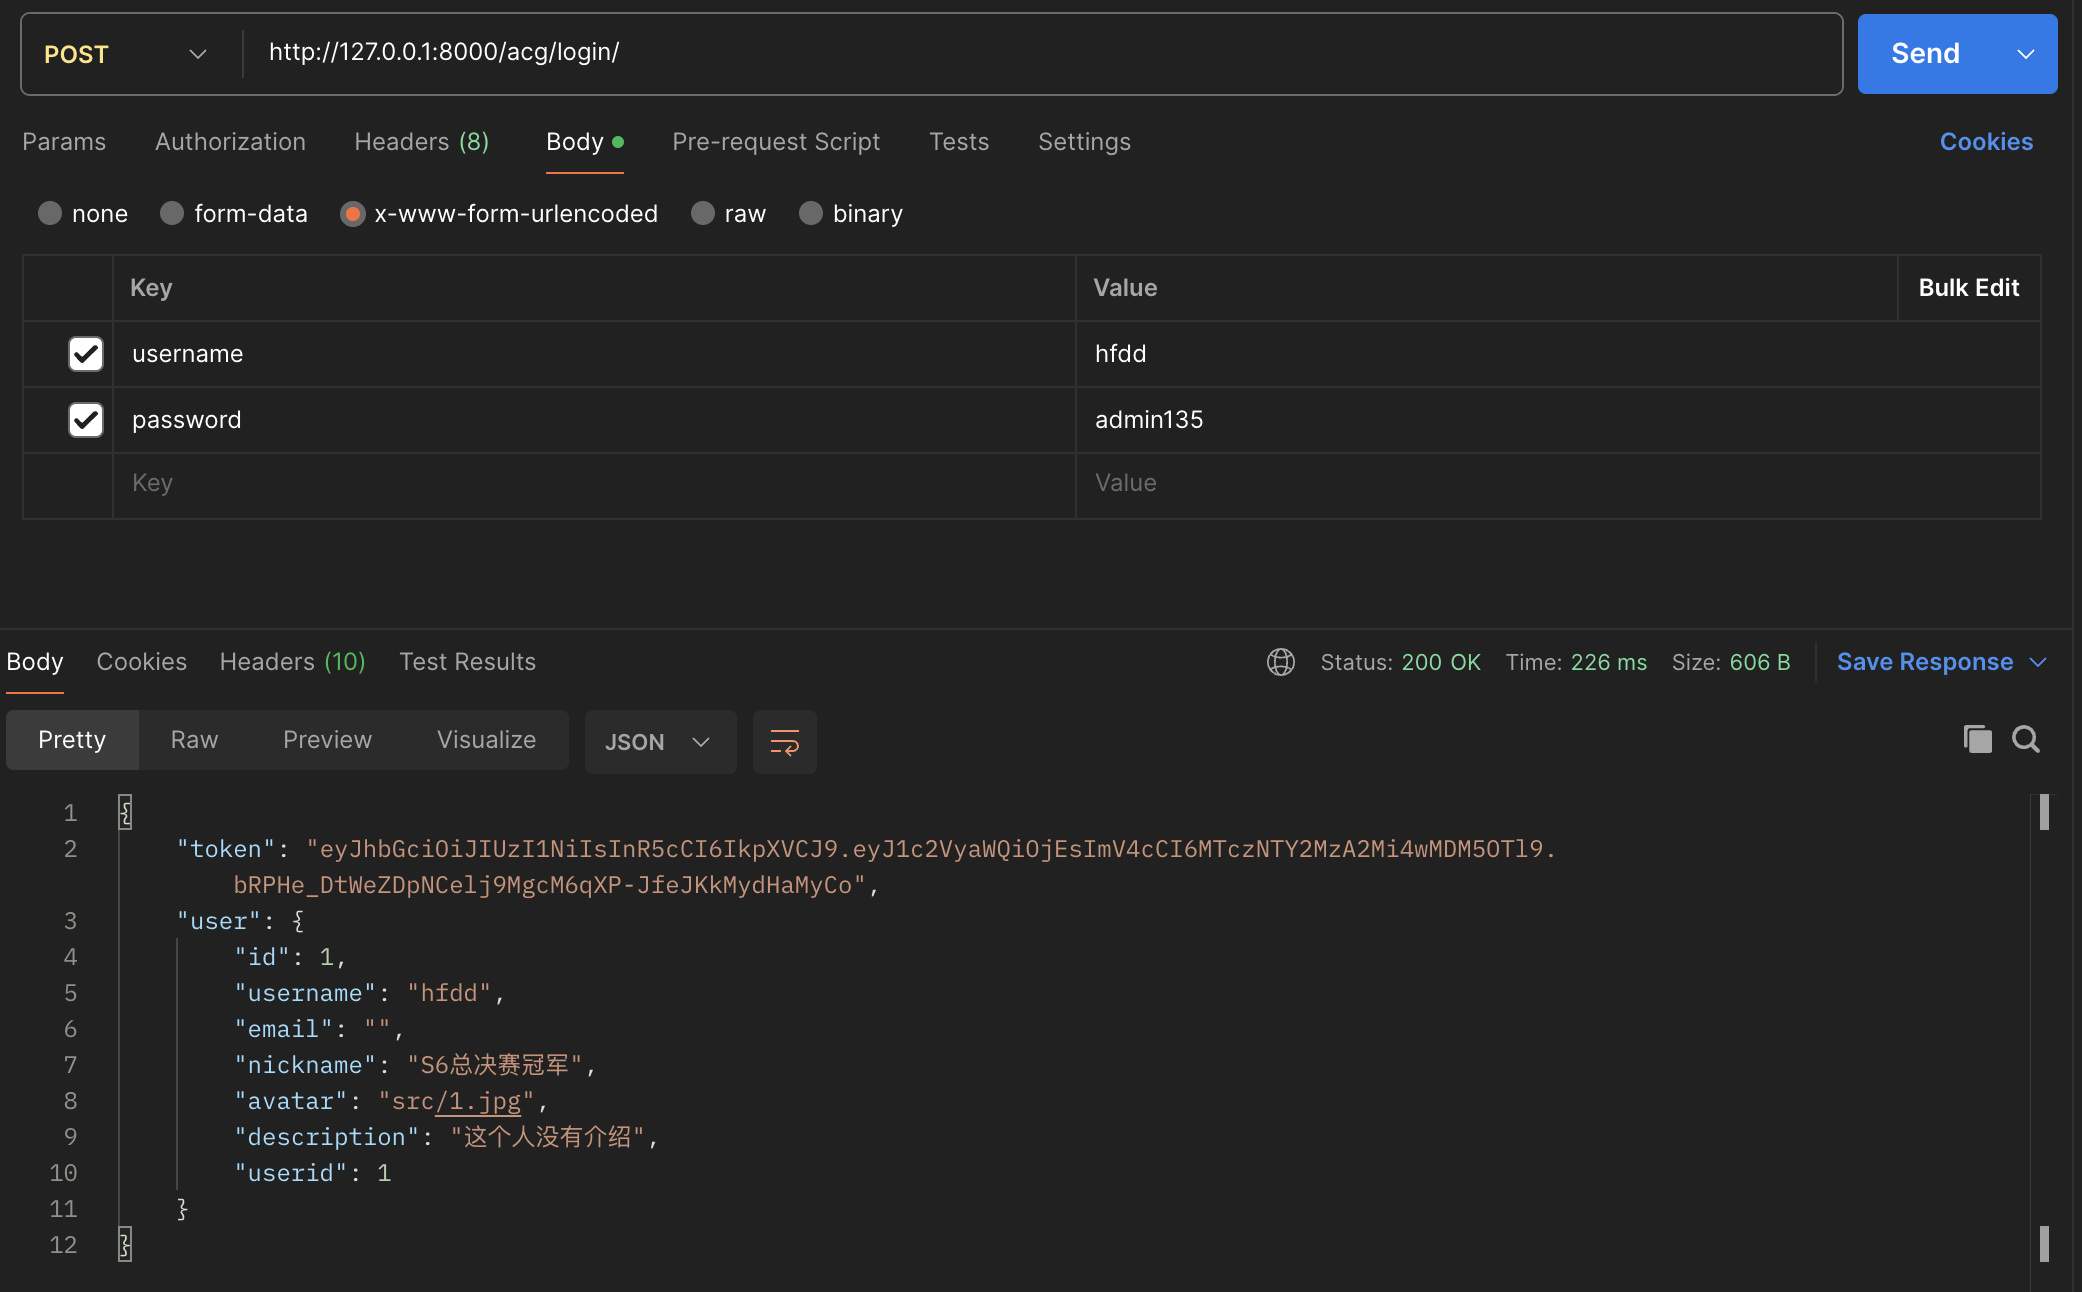 POST http://127.0.0.1:8000/acg/login/ Send
Params Authorization Headers (8) Body Pre-request Script Tests Settings Cookies
none form-data x-www-form-urlencoded raw binary
Key Value Bulk Edit
username hfdd
password admin135
Key Value
Body Cookies Headers (10) Test Results Status: 200 OK Time: 226 ms Size: 606 B Save Response
Pretty Raw Preview Visualize JSON
1 {
2 "token": "eyJhbGciOiJIUzI1NiIsInR5cCI6IkpXVCJ9.eyJ1c2VyaWQiOjEsImV4cCI6MTczNTY2MzA2Mi4wMDM5OTl9.
bRPHe_DtWeZDpNCelj9MgcM6qXP-JfeJKkMydHaMyCo",
3 "user": {
4 "id": 1,
5 "username": "hfdd",
6 "email": "",
7 "nickname": "S6总决赛冠军",
8 "avatar": "src/1.jpg",
9 "description": "这个人没有介绍",
10 "userid": 1
11 }
12 }